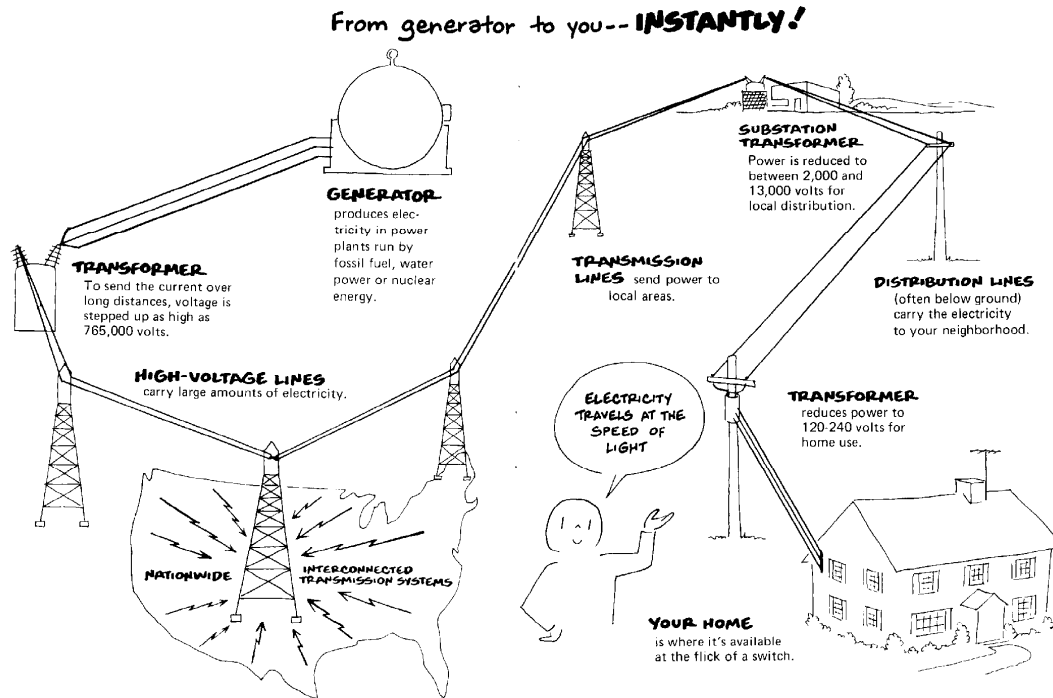 From generator to you--INSTANTLY!
GENERATOR
produces elec-
tricity in power
plants run by
fossil fuel, water
power or nuclear
energy.
TRANSFORMER
To send the current over
long distances, voltage is
stepped up as high as
765,000 volts.
HIGH-VOLTAGE LINES
carry large amounts of electricity.
NATIONWIDE
INTERCONNECTED
TRANSMISSION SYSTEMS
TRANSMISSION
LINES send power to
local areas.
SUBSTATION
TRANSFORMER
Power is reduced to
between 2,000 and
13,000 volts for
local distribution.
DISTRIBUTION LINES
(often below ground)
carry the electricity
to your neighborhood.
TRANSFORMER
reduces power to
120-240 volts for
home use.
ELECTRICITY
TRAVELS AT THE
SPEED OF
LIGHT
YOUR HOME
is where it's available
at the flick of a switch.